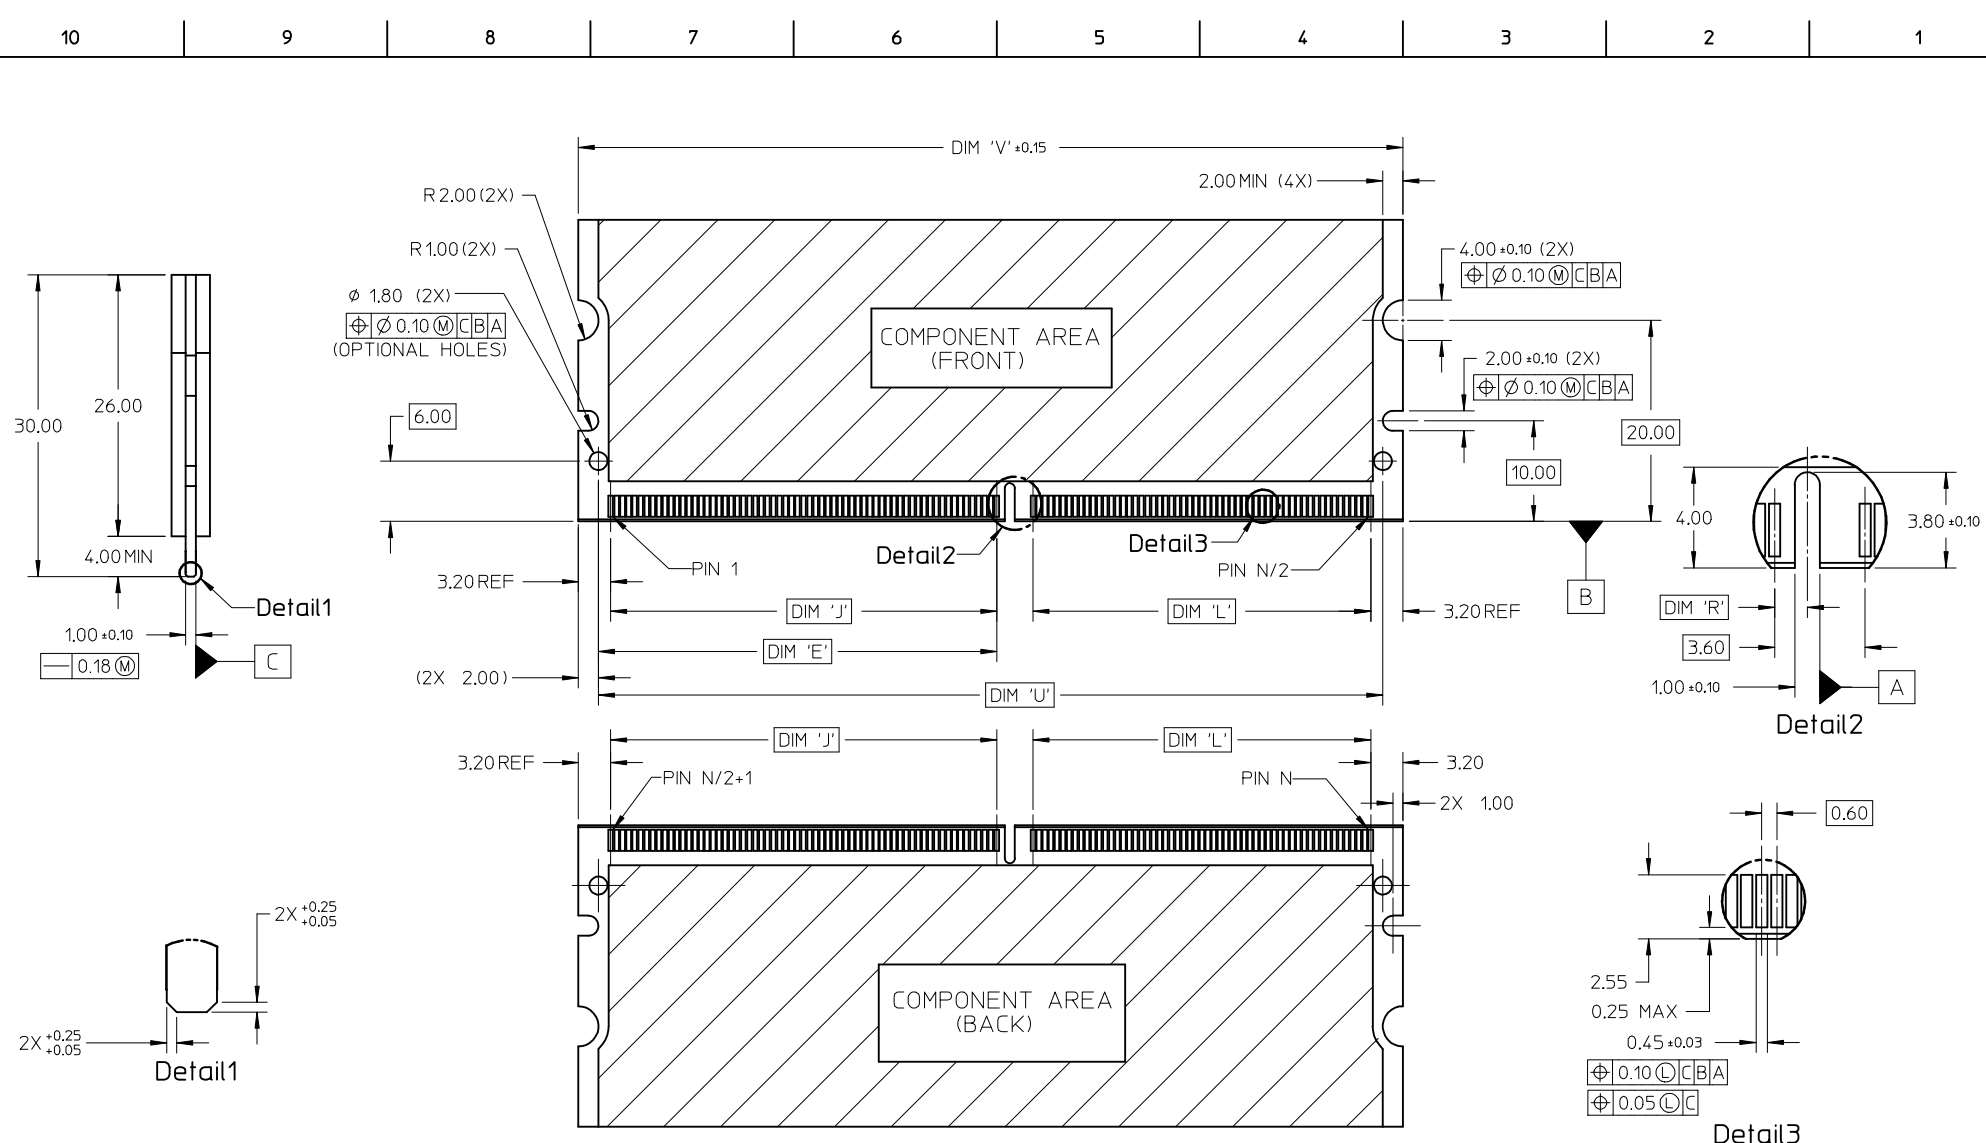 10 9 8 7 6 5 4 3 2 1
DIM 'V' ±0.15
2.00 MIN (4X)
R 2.00 (2X)
R 1.00 (2X)
4.00 ±0.10 (2X)
⌖ Ø 0.10 Ⓜ C B A
Ø 1.80 (2X)
⌖ Ø 0.10 Ⓜ C B A
(OPTIONAL HOLES)
COMPONENT AREA
(FRONT)
2.00 ±0.10 (2X)
⌖ Ø 0.10 Ⓜ C B A
30.00
26.00
6.00
20.00
10.00
4.00
3.80 ±0.10
4.00 MIN
Detail2
Detail3
PIN 1
PIN N/2
3.20 REF
B
Detail1
DIM 'J'
DIM 'L'
3.20 REF
DIM 'R'
1.00 ±0.10
⏤ 0.18 Ⓜ
C
DIM 'E'
3.60
(2X 2.00)
DIM 'U'
1.00 ±0.10
A
Detail2
DIM 'J'
DIM 'L'
3.20 REF
3.20
PIN N/2+1
PIN N
2X 1.00
0.60
2X +0.25
+0.05
COMPONENT AREA
(BACK)
2.55
0.25 MAX
2X +0.25
+0.05
0.45 ±0.03
Detail1
⌖ 0.10 Ⓛ C B A
⌖ 0.05 Ⓛ C
Detail3